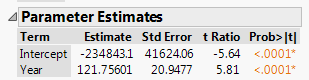 Parameter Estimates
Term Estimate Std Error t Ratio Prob>|t|
Intercept -234843.1 41624.06 -5.64 <.0001*
Year 121.75601 20.9477 5.81 <.0001*